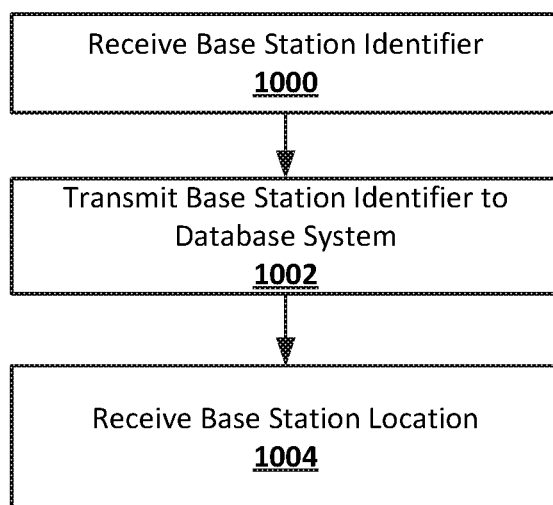 Receive Base Station Identifier
1000
Transmit Base Station Identifier to
Database System
1002
Receive Base Station Location
1004